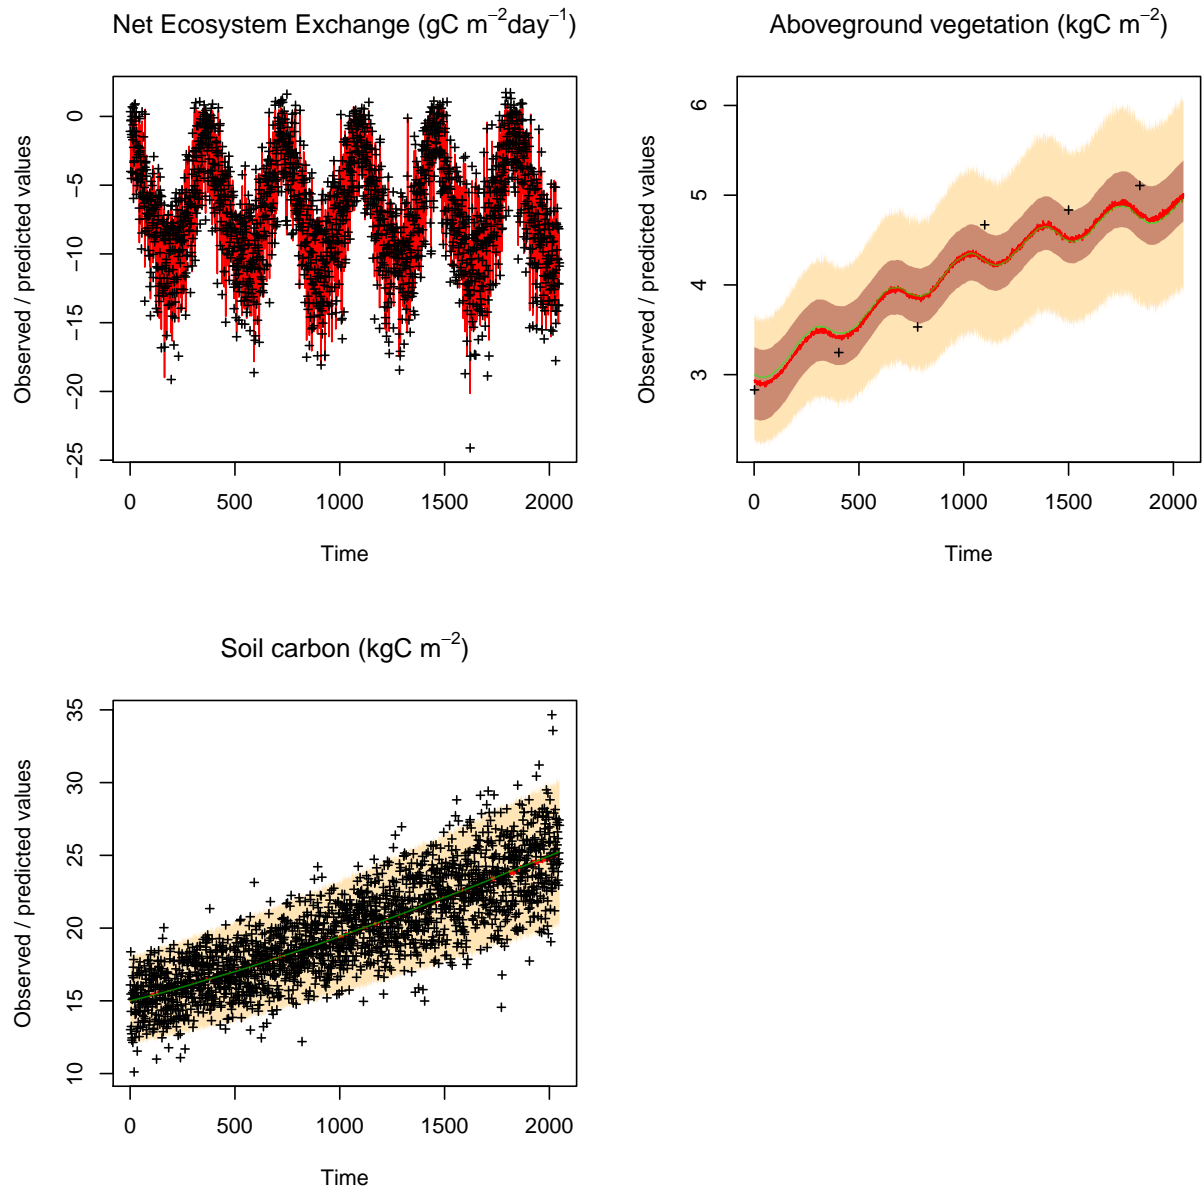 Net Ecosystem Exchange (gC m⁻²day⁻¹)
Observed / predicted values
0
−5
−10
−15
−20
−25
0 500 1000 1500 2000
Time
Aboveground vegetation (kgC m⁻²)
Observed / predicted values
6
5
4
3
0 500 1000 1500 2000
Time
Soil carbon (kgC m⁻²)
Observed / predicted values
35
30
25
20
15
10
0 500 1000 1500 2000
Time